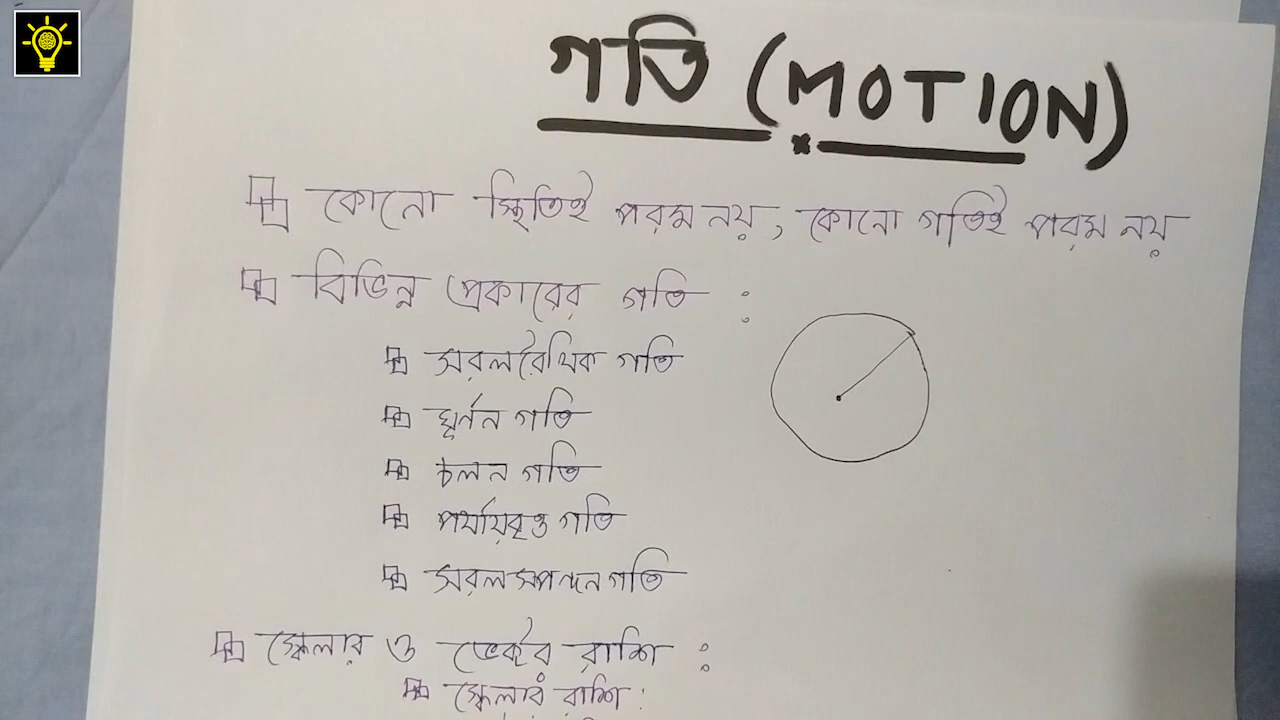 গতি (MOTION)
কোনো স্থিতিই পরম নয়, কোনো গতিই পরম নয়
বিভিন্ন প্রকারের গতি :
সরলরৈখিক গতি
ঘূর্নন গতি
চলন গতি
পর্যায়বৃত্ত গতি
সরল স্পন্দন গতি
স্কেলার ও ভেক্টর রাশি :
স্কেলার রাশি :